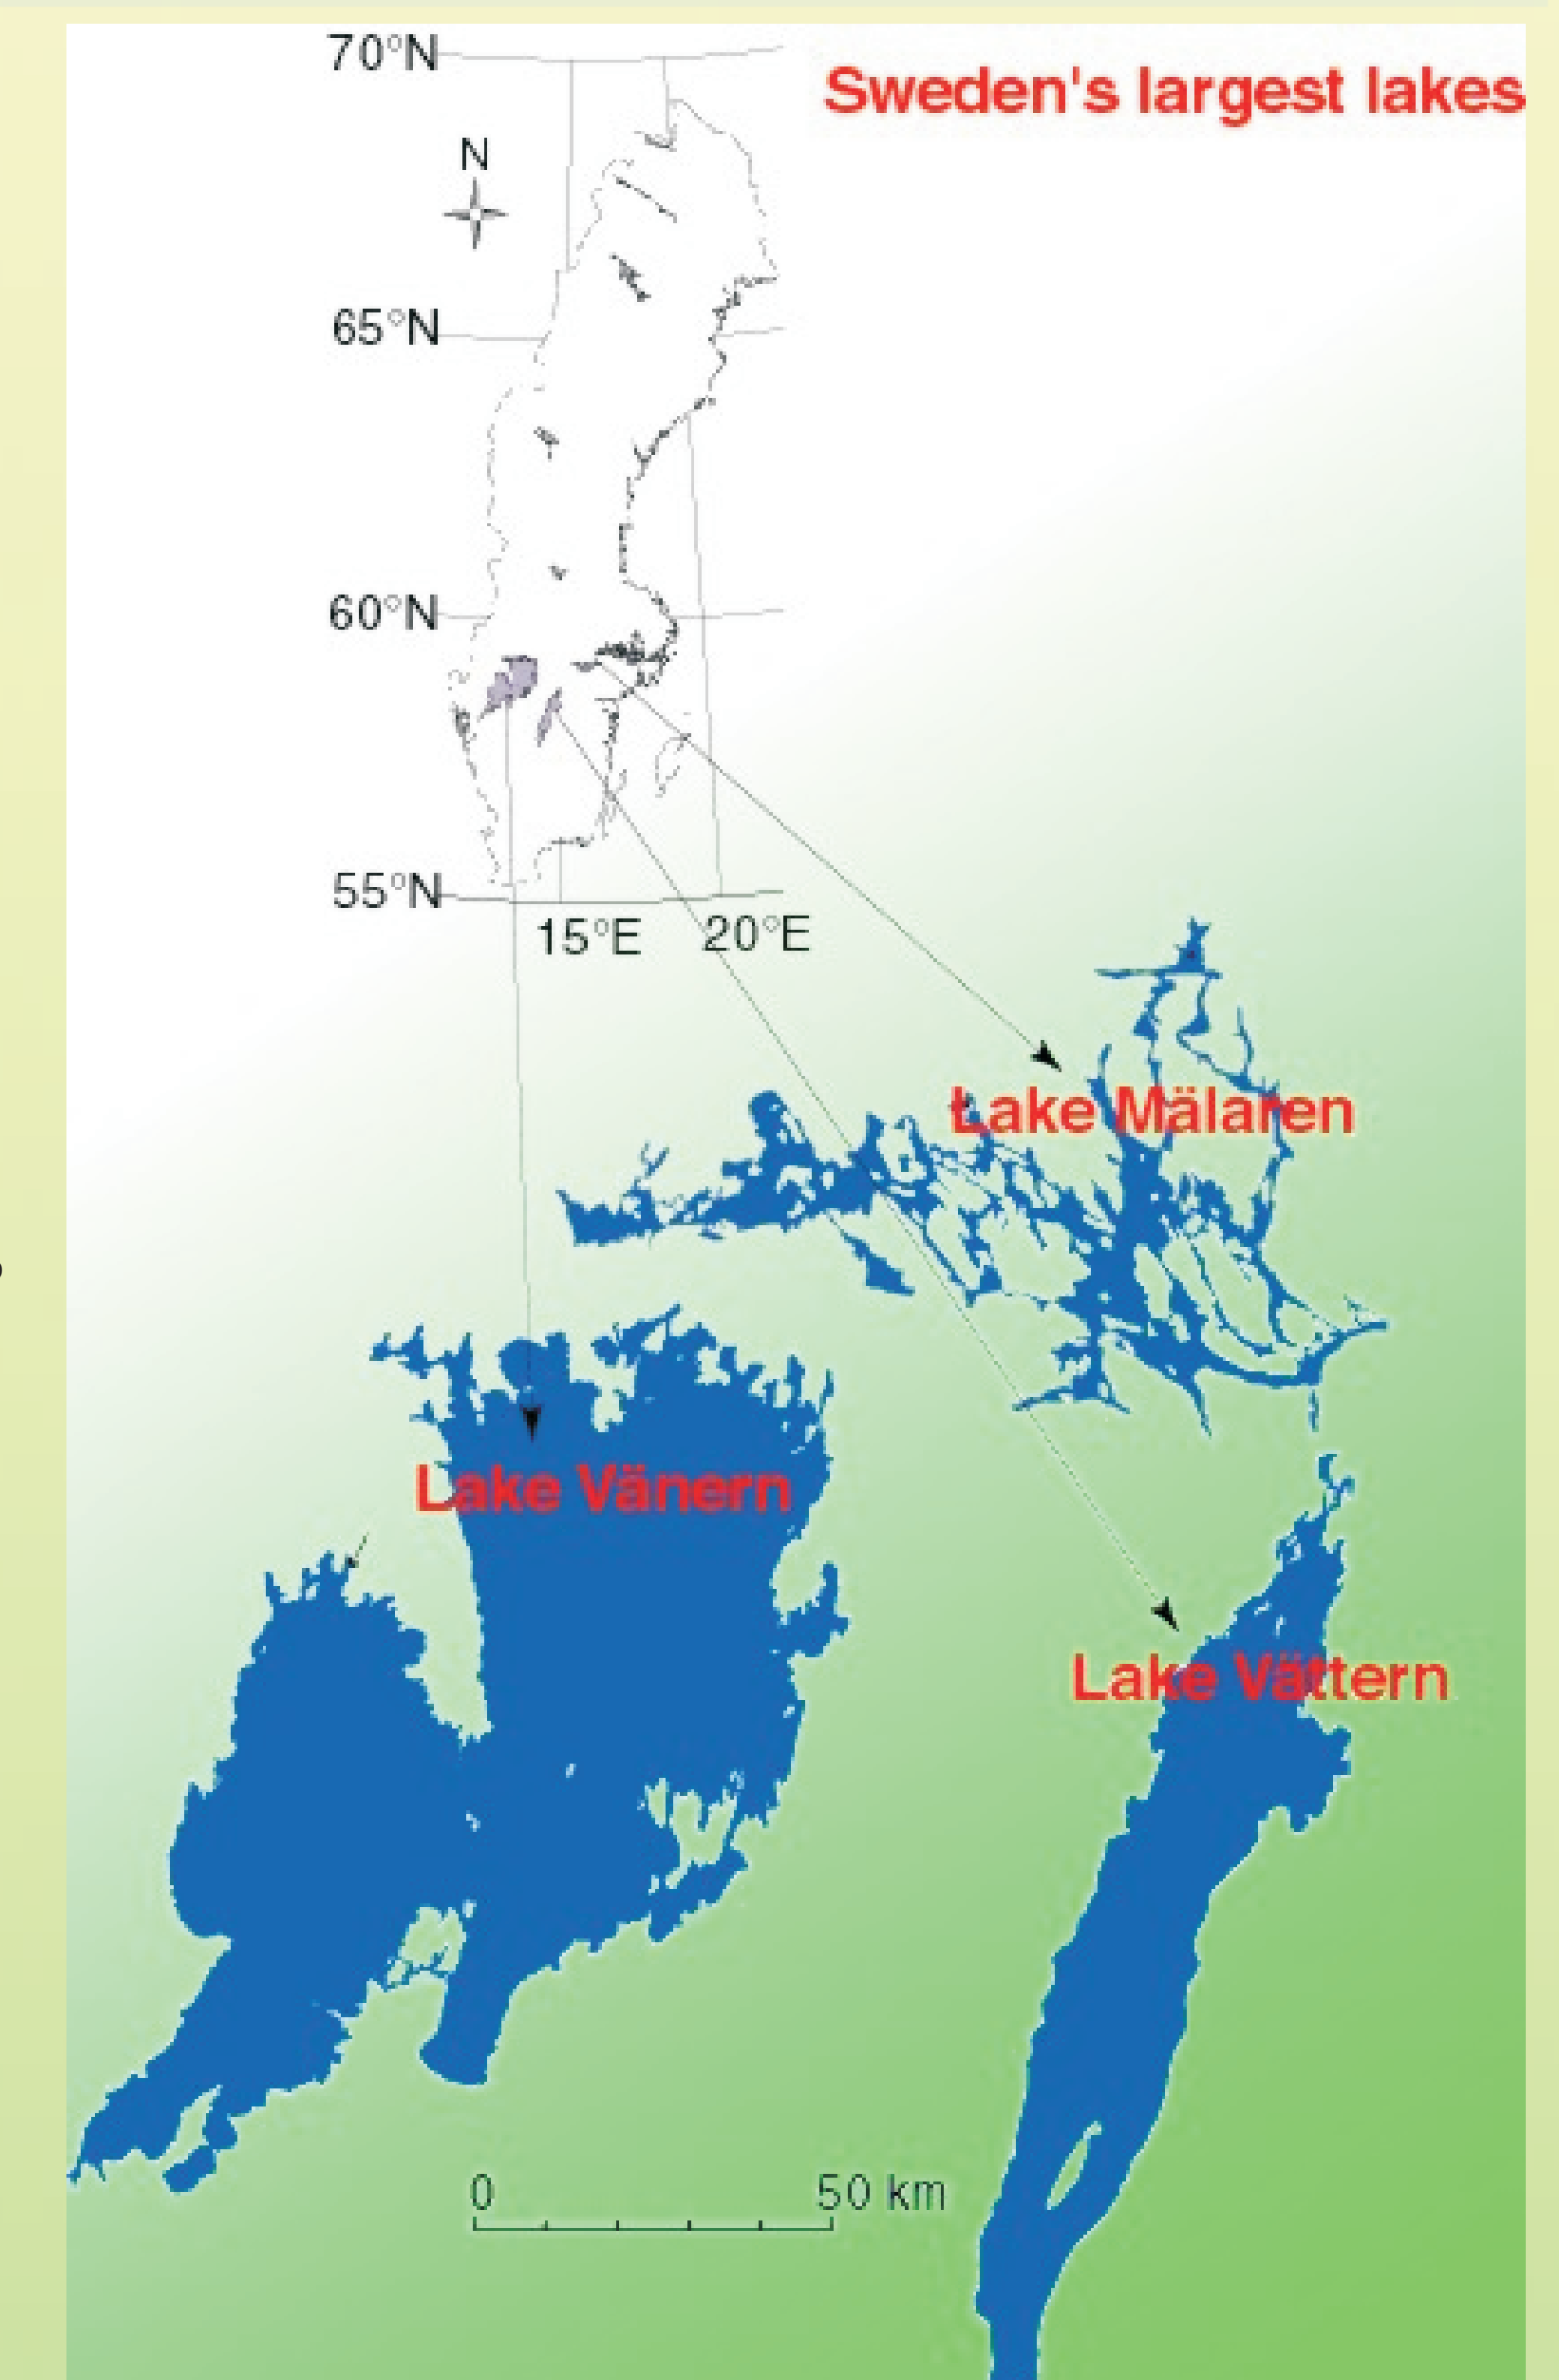 Sweden's largest lakes
70°N
N
65°N
60°N
55°N
15°E 20°E
Lake Mälaren
Lake Vänern
Lake Vättern
0 50 km